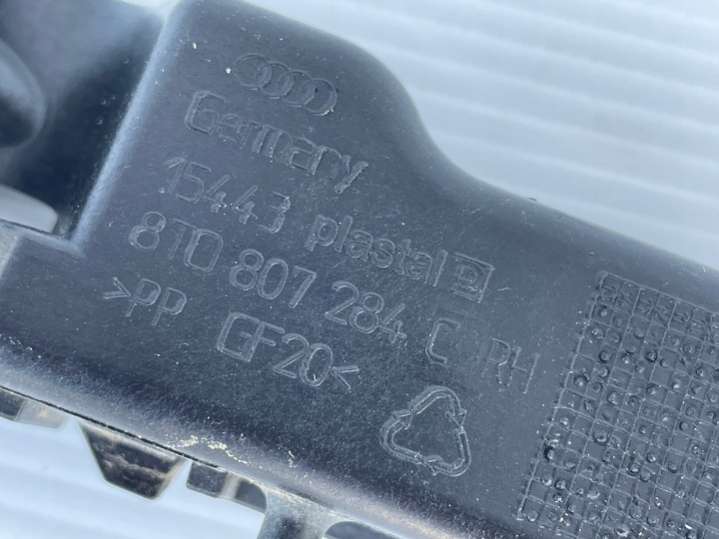 Germany
15443 plastal
8T0 807 284 C RH
>PP GF20<